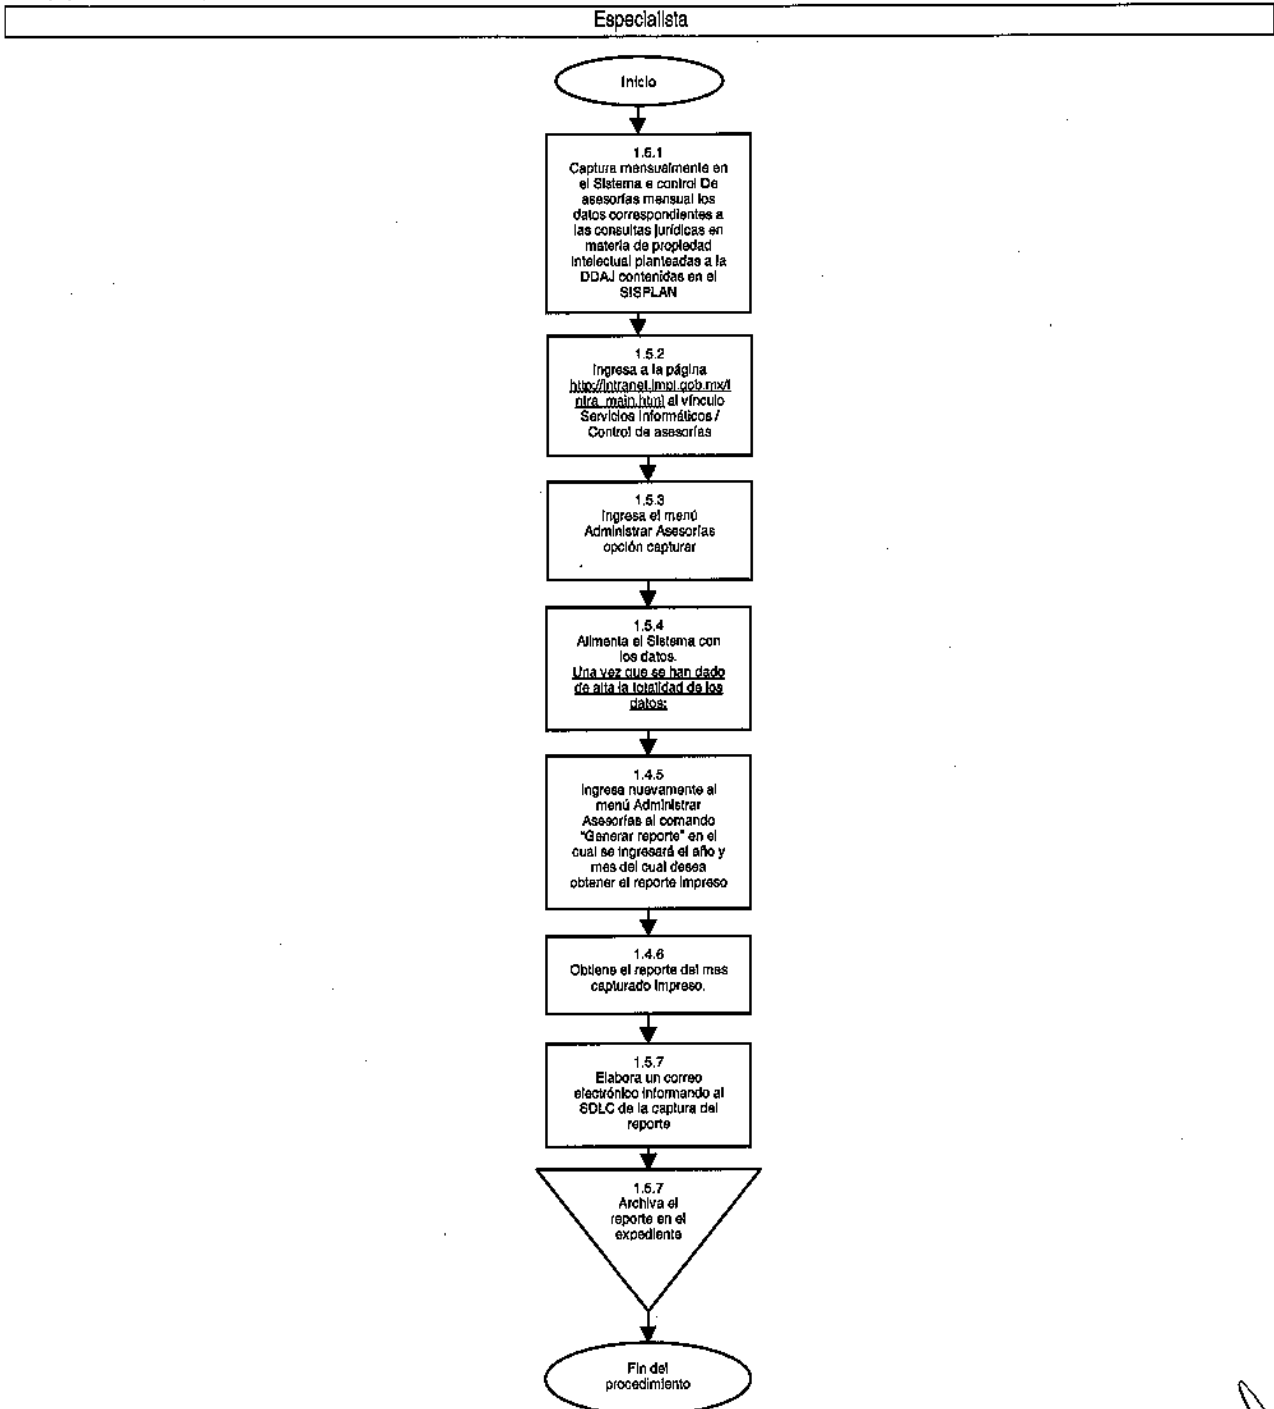 Especialista
Inicio
1.5.1
Captura mensualmente en
el Sistema e control De
asesorías mensual los
datos correspondientes a
las consultas jurídicas en
materia de propiedad
intelectual planteadas a la
DDAJ contenidas en el
SISPLAN
1.5.2
Ingresa a la página
http://intranet.impi.gob.mx/i
ntra_main.html al vínculo
Servicios Informáticos /
Control de asesorías
1.5.3
Ingresa el menú
Administrar Asesorías
opción capturar
1.5.4
Alimenta el Sistema con
los datos.
Una vez que se han dado
de alta la totalidad de los
datos:
1.4.5
Ingresa nuevamente al
menú Administrar
Asesorías al comando
"Generar reporte" en el
cual se ingresará el año y
mes del cual desea
obtener el reporte impreso
1.4.6
Obtiene el reporte del mes
capturado impreso.
1.5.7
Elabora un correo
electrónico informando al
SDLC de la captura del
reporte
1.5.7
Archiva el
reporte en el
expediente
Fin del
procedimiento